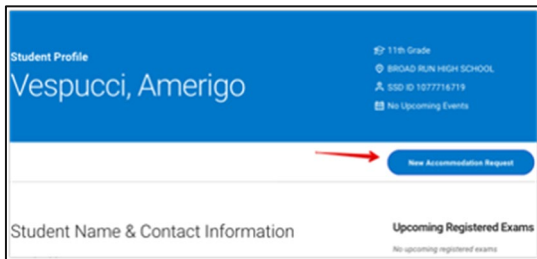 Student Profile
Vespucci, Amerigo
11th Grade
BROAD RUN HIGH SCHOOL
SSD ID 1077716719
No Upcoming Events
New Accommodation Request
Student Name & Contact Information
Upcoming Registered Exams
No upcoming registered exams